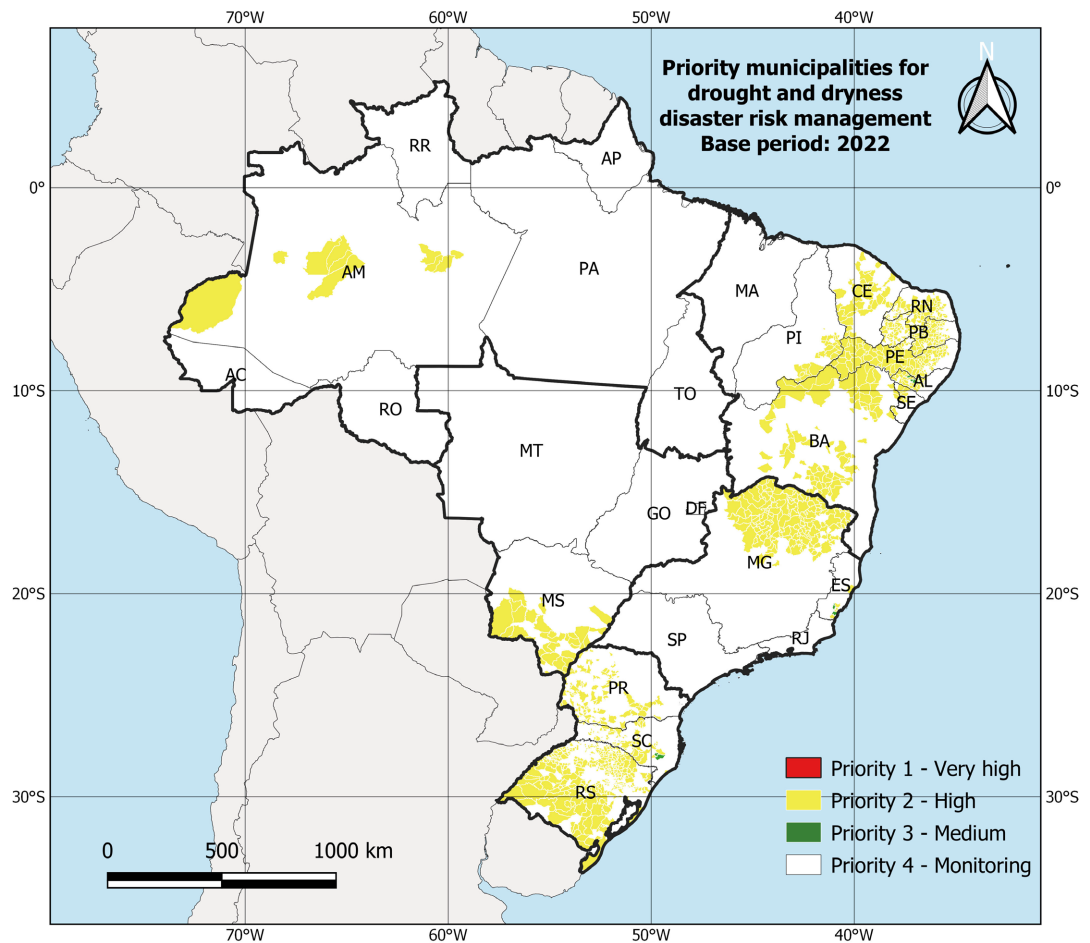 70°W 60°W 50°W 40°W
Priority municipalities for
drought and dryness
disaster risk management
Base period: 2022
N
RR
AP
0° 0°
AM
PA
MA
CE
RN
PI
PB
PE
AC
AL
10°S 10°S
TO
SE
RO
BA
MT
GO
DF
MG
ES
20°S 20°S
MS
SP
RJ
PR
SC
RS
30°S 30°S
Priority 1 - Very high
Priority 2 - High
Priority 3 - Medium
Priority 4 - Monitoring
0 500 1000 km
70°W 60°W 50°W 40°W